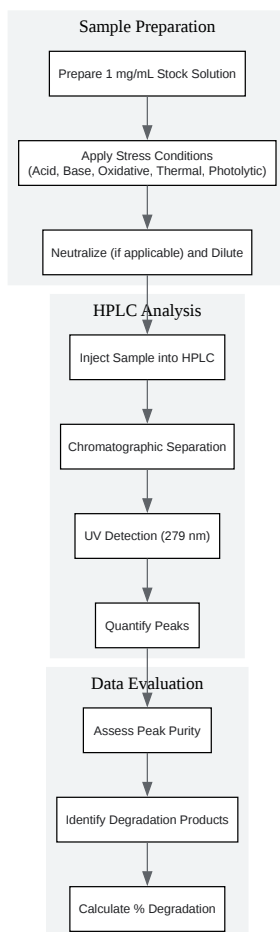 Sample Preparation
Prepare 1 mg/mL Stock Solution
Apply Stress Conditions
(Acid, Base, Oxidative, Thermal, Photolytic)
Neutralize (if applicable) and Dilute
HPLC Analysis
Inject Sample into HPLC
Chromatographic Separation
UV Detection (279 nm)
Quantify Peaks
Data Evaluation
Assess Peak Purity
Identify Degradation Products
Calculate % Degradation